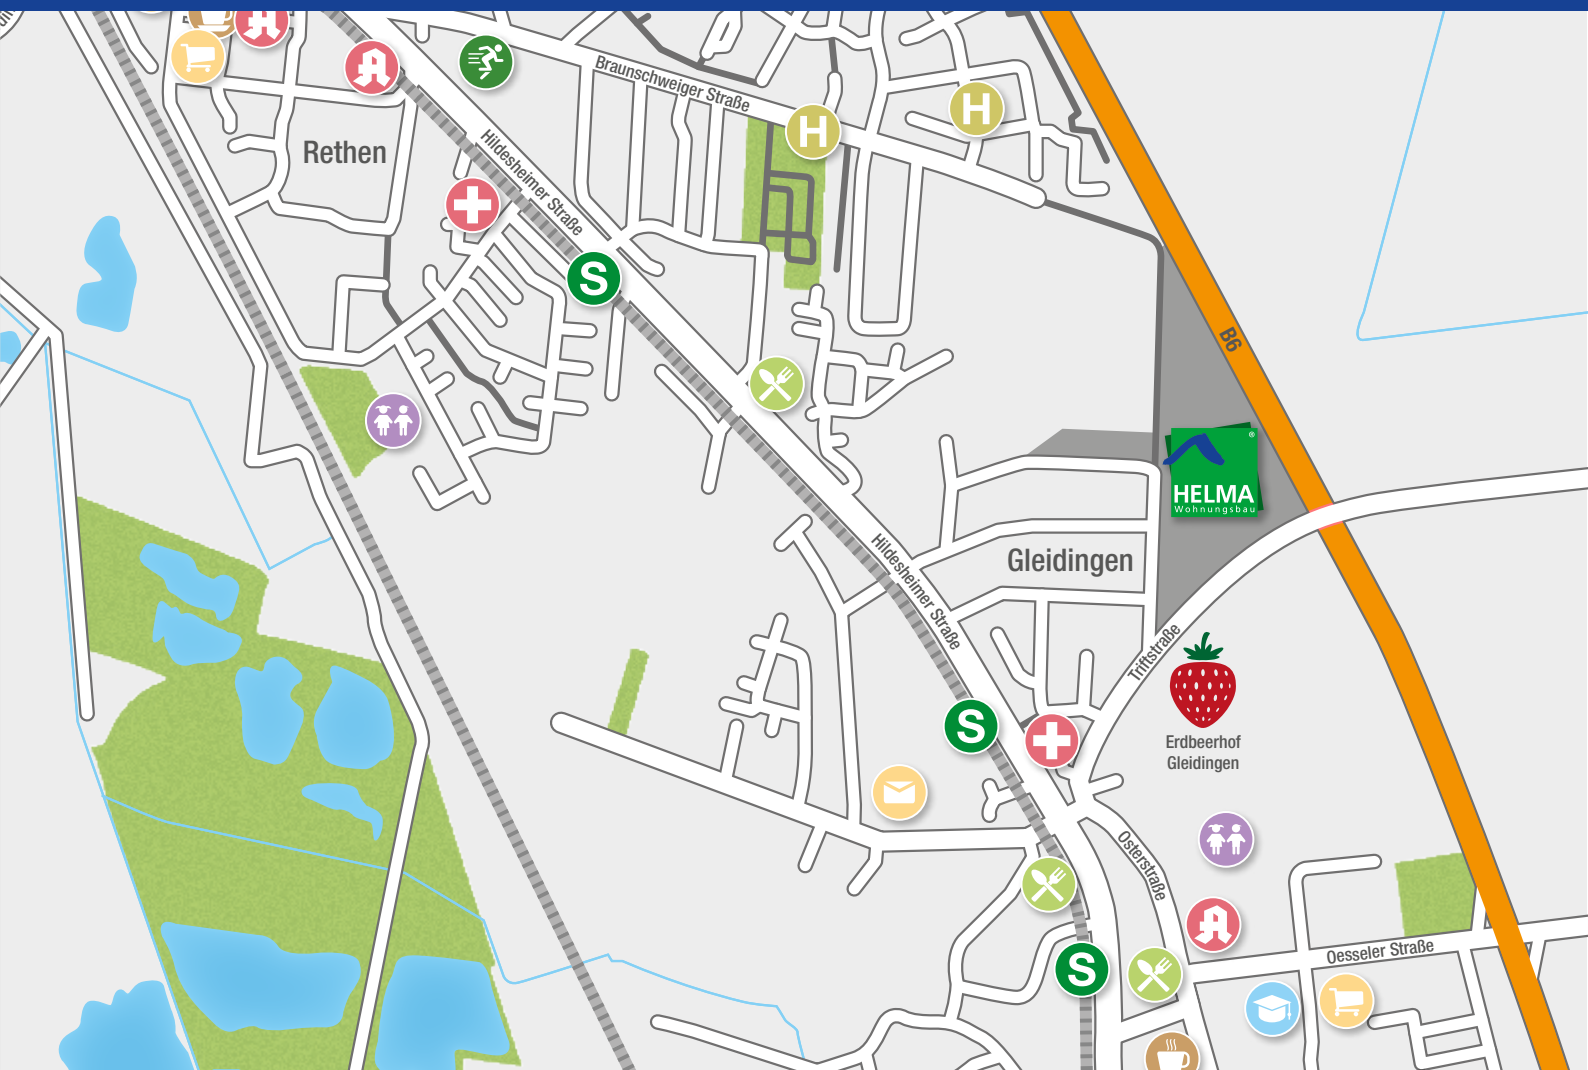 Braunschweiger Straße
H
H
Rethen
Hildesheimer Straße
S
B6
HELMA
®
Wohnungsbau
Hildesheimer Straße
Gleidingen
Triftstraße
S
Erdbeerhof
Gleidingen
Osterstraße
S
Oesseler Straße